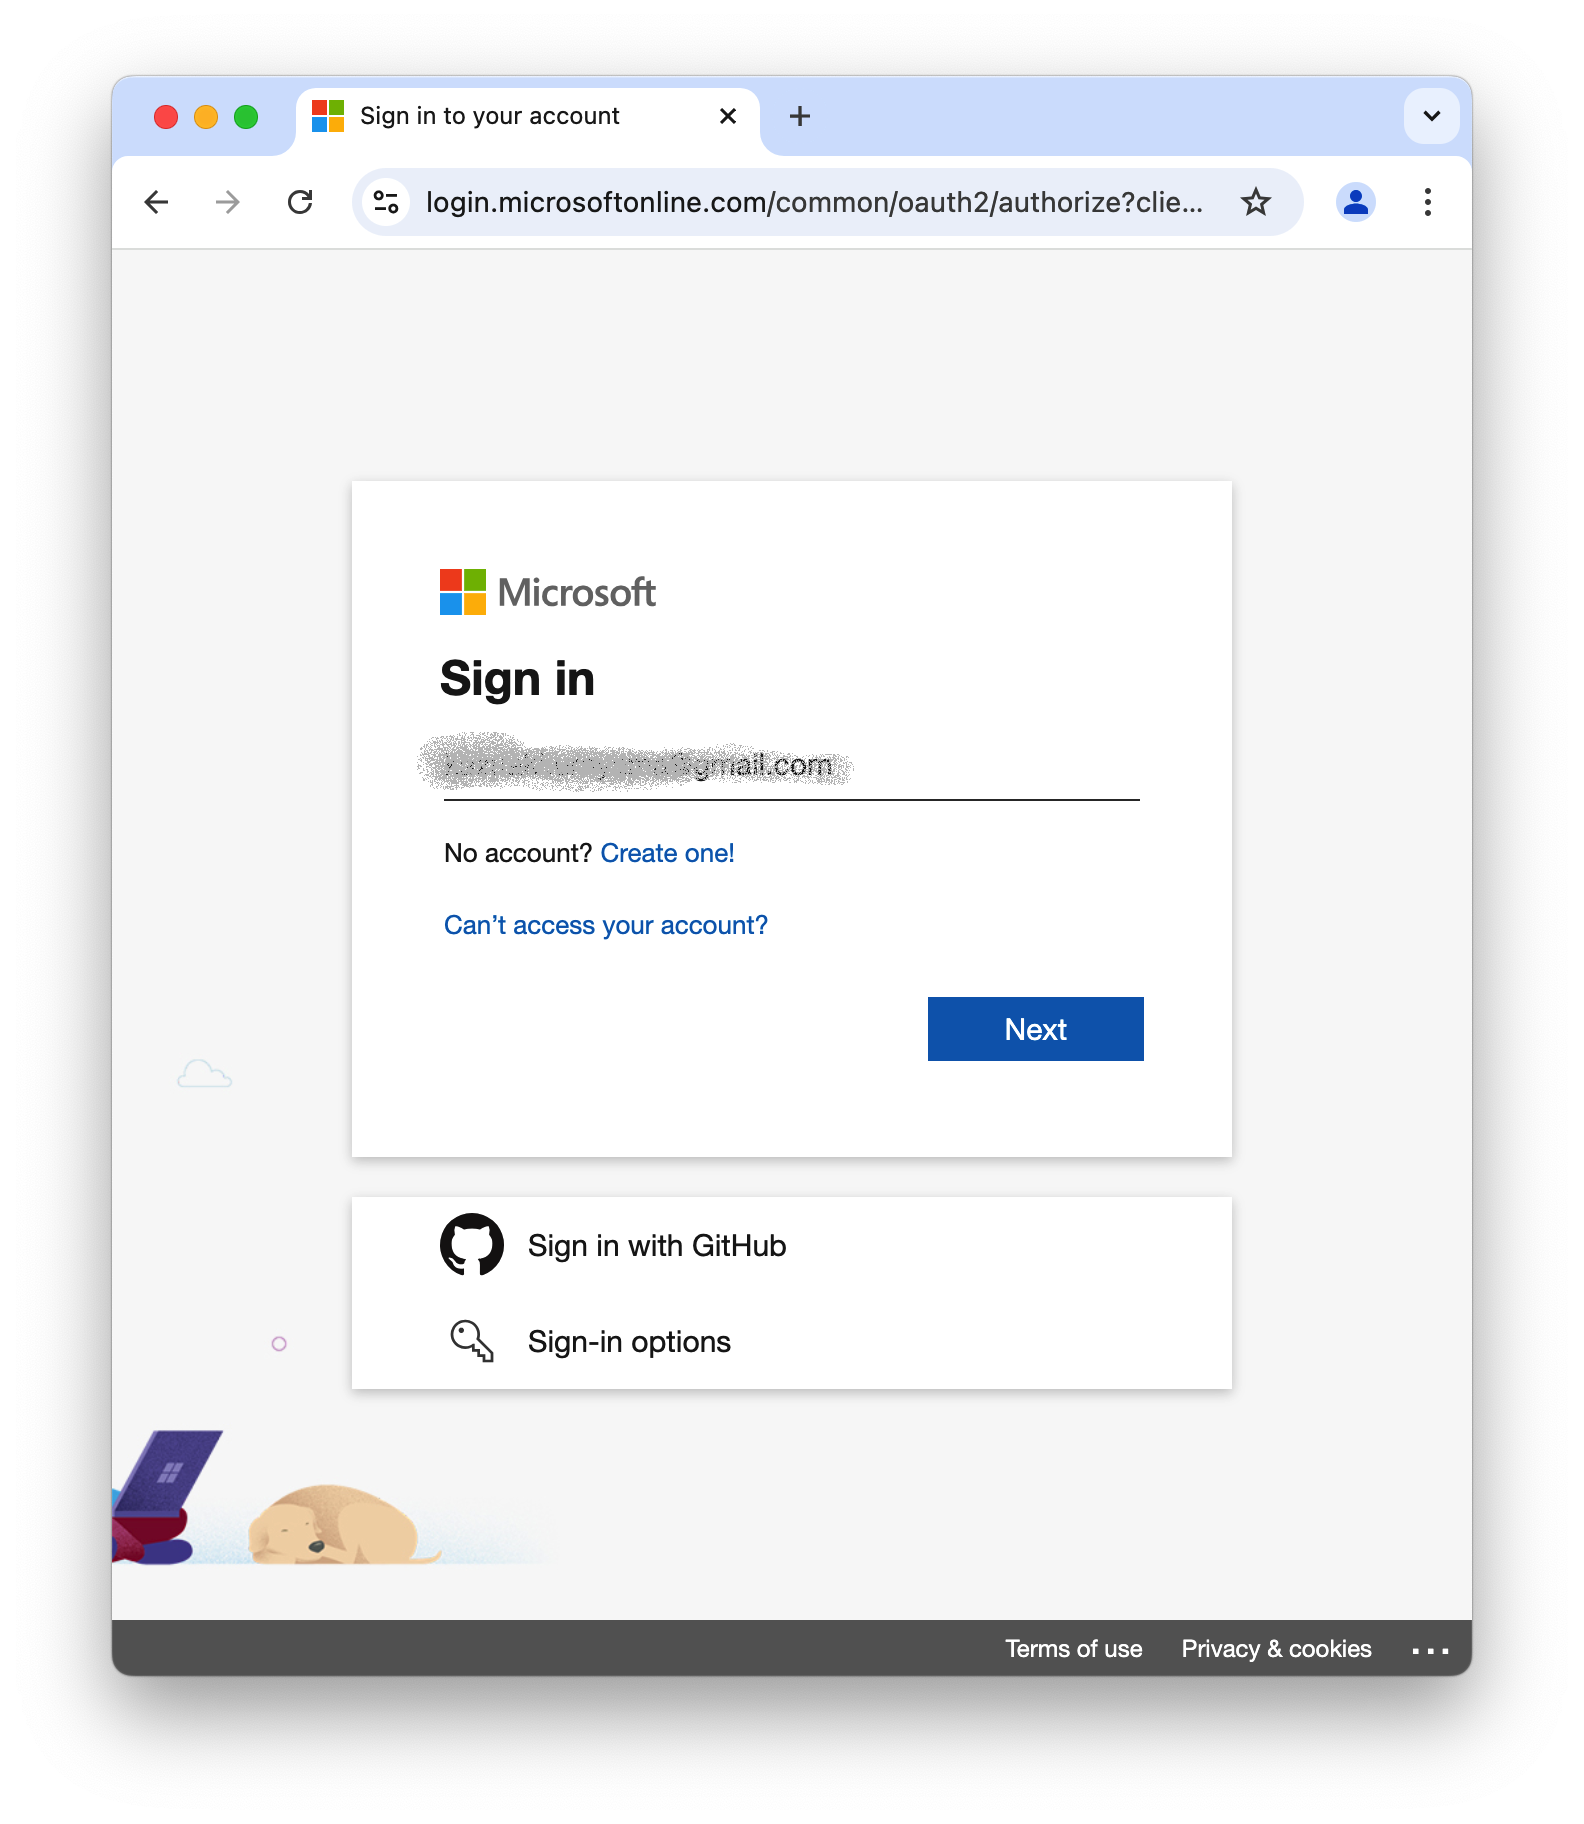 Sign in to your account
login.microsoftonline.com/common/oauth2/authorize?clie...
Microsoft
Sign in
@gmail.com
No account? Create one!
Can’t access your account?
Next
Sign in with GitHub
Sign-in options
Terms of use Privacy & cookies ...